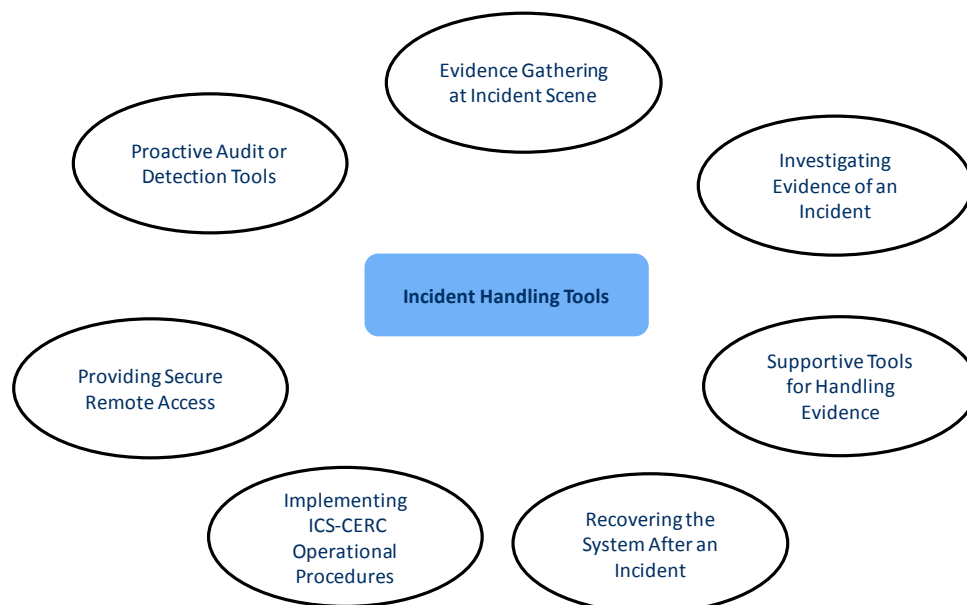 Evidence Gathering
at Incident Scene
Proactive Audit or
Detection Tools
Investigating
Evidence of an
Incident
Incident Handling Tools
Providing Secure
Remote Access
Supportive Tools
for Handling
Evidence
Implementing
ICS-CERC
Operational
Procedures
Recovering the
System After an
Incident